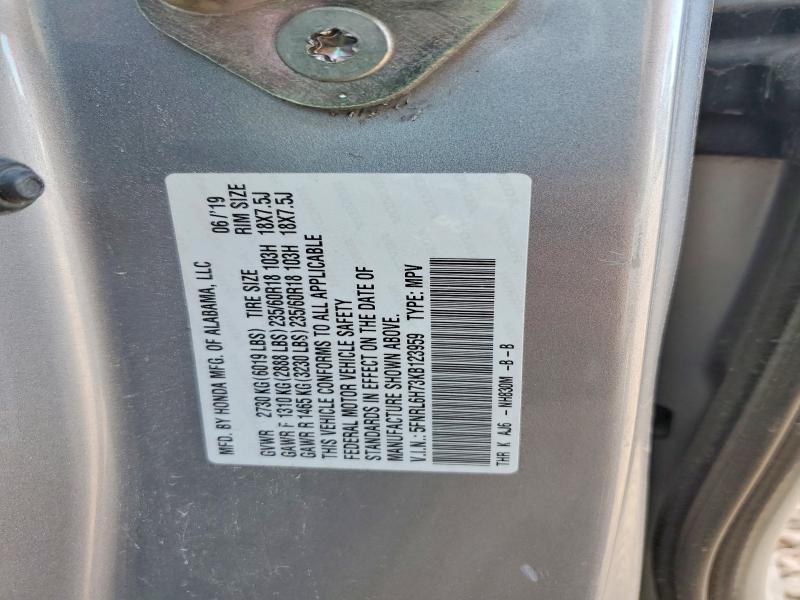 MFD. BY HONDA MFG. OF ALABAMA, LLC 06 /'19
GVWR 2730 KG (6019 LBS) TIRE SIZE RIM SIZE
GAWR F 1310 KG (2888 LBS) 235/60R18 103H 18X7.5J
GAWR R 1465 KG (3230 LBS) 235/60R18 103H 18X7.5J
THIS VEHICLE CONFORMS TO ALL APPLICABLE
FEDERAL MOTOR VEHICLE SAFETY
STANDARDS IN EFFECT ON THE DATE OF
MANUFACTURE SHOWN ABOVE.
V.I.N.: 5FNRL6H73KB123959 TYPE: MPV
THR K AJ6 -NH830M -B -B